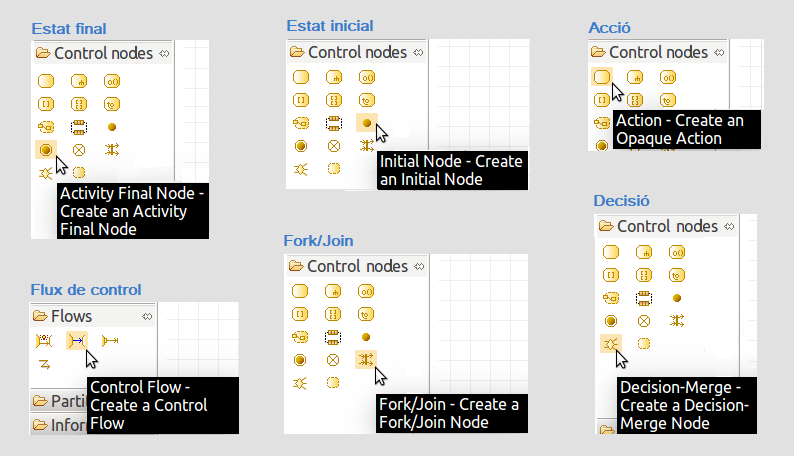 Estat final
Control nodes
Activity Final Node -
Create an Activity
Final Node
Estat inicial
Control nodes
Initial Node - Create
an Initial Node
Acció
Control nodes
Action - Create an
Opaque Action
Flux de control
Flows
Control Flow -
Create a Control
Flow
Parti
Infor
Fork/Join
Control nodes
Fork/Join - Create a
Fork/Join Node
Decisió
Control nodes
Decision-Merge -
Create a Decision-
Merge Node